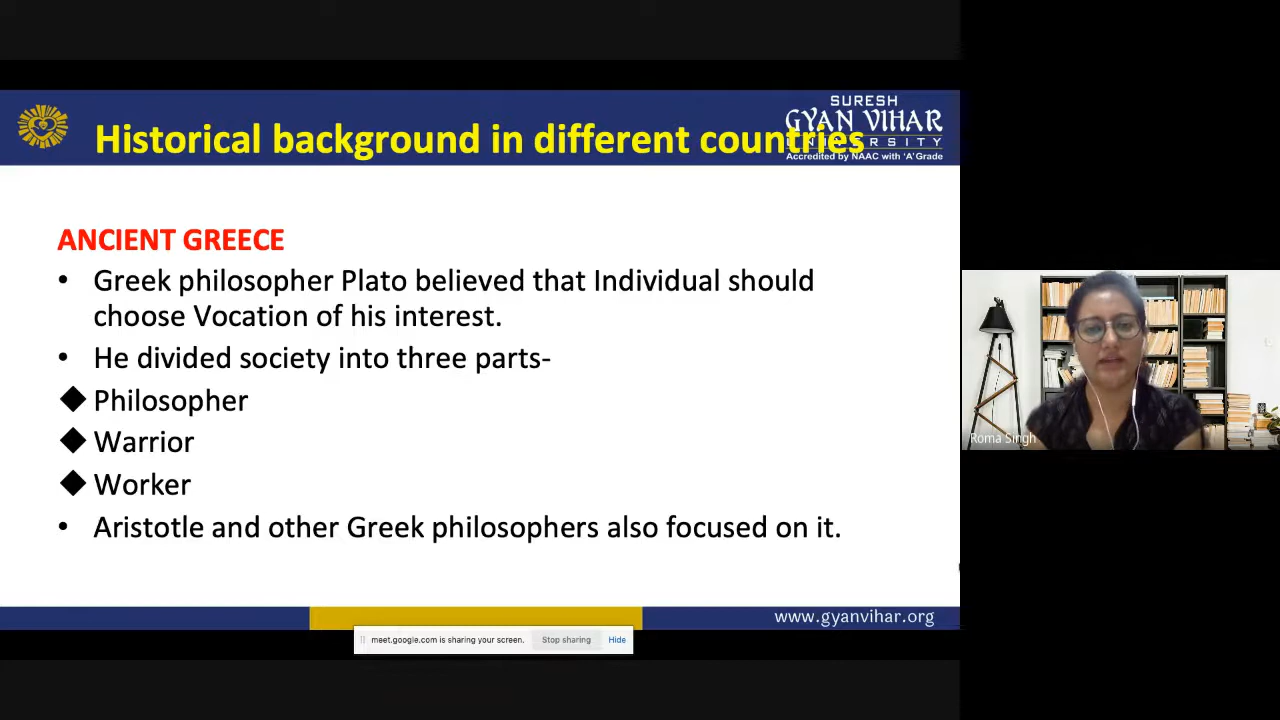 Historical background in different countries
SURESH
GYAN VIHAR
UNIVERSITY
Accredited by NAAC with 'A' Grade
ANCIENT GREECE
• Greek philosopher Plato believed that Individual should
choose Vocation of his interest.
• He divided society into three parts-
◆ Philosopher
◆ Warrior
◆ Worker
• Aristotle and other Greek philosophers also focused on it.
www.gyanvihar.org
meet.google.com is sharing your screen. Stop sharing Hide
Roma Singh